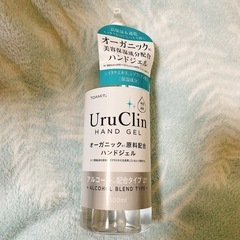 オーガニック※
美容保湿成分配合
ハンドジェル
TOAMIT
UruClin
HAND GEL
オーガニック※原料配合
ハンドジェル
アルコール 配合タイプ
ALCOHOL BLEND TYPE